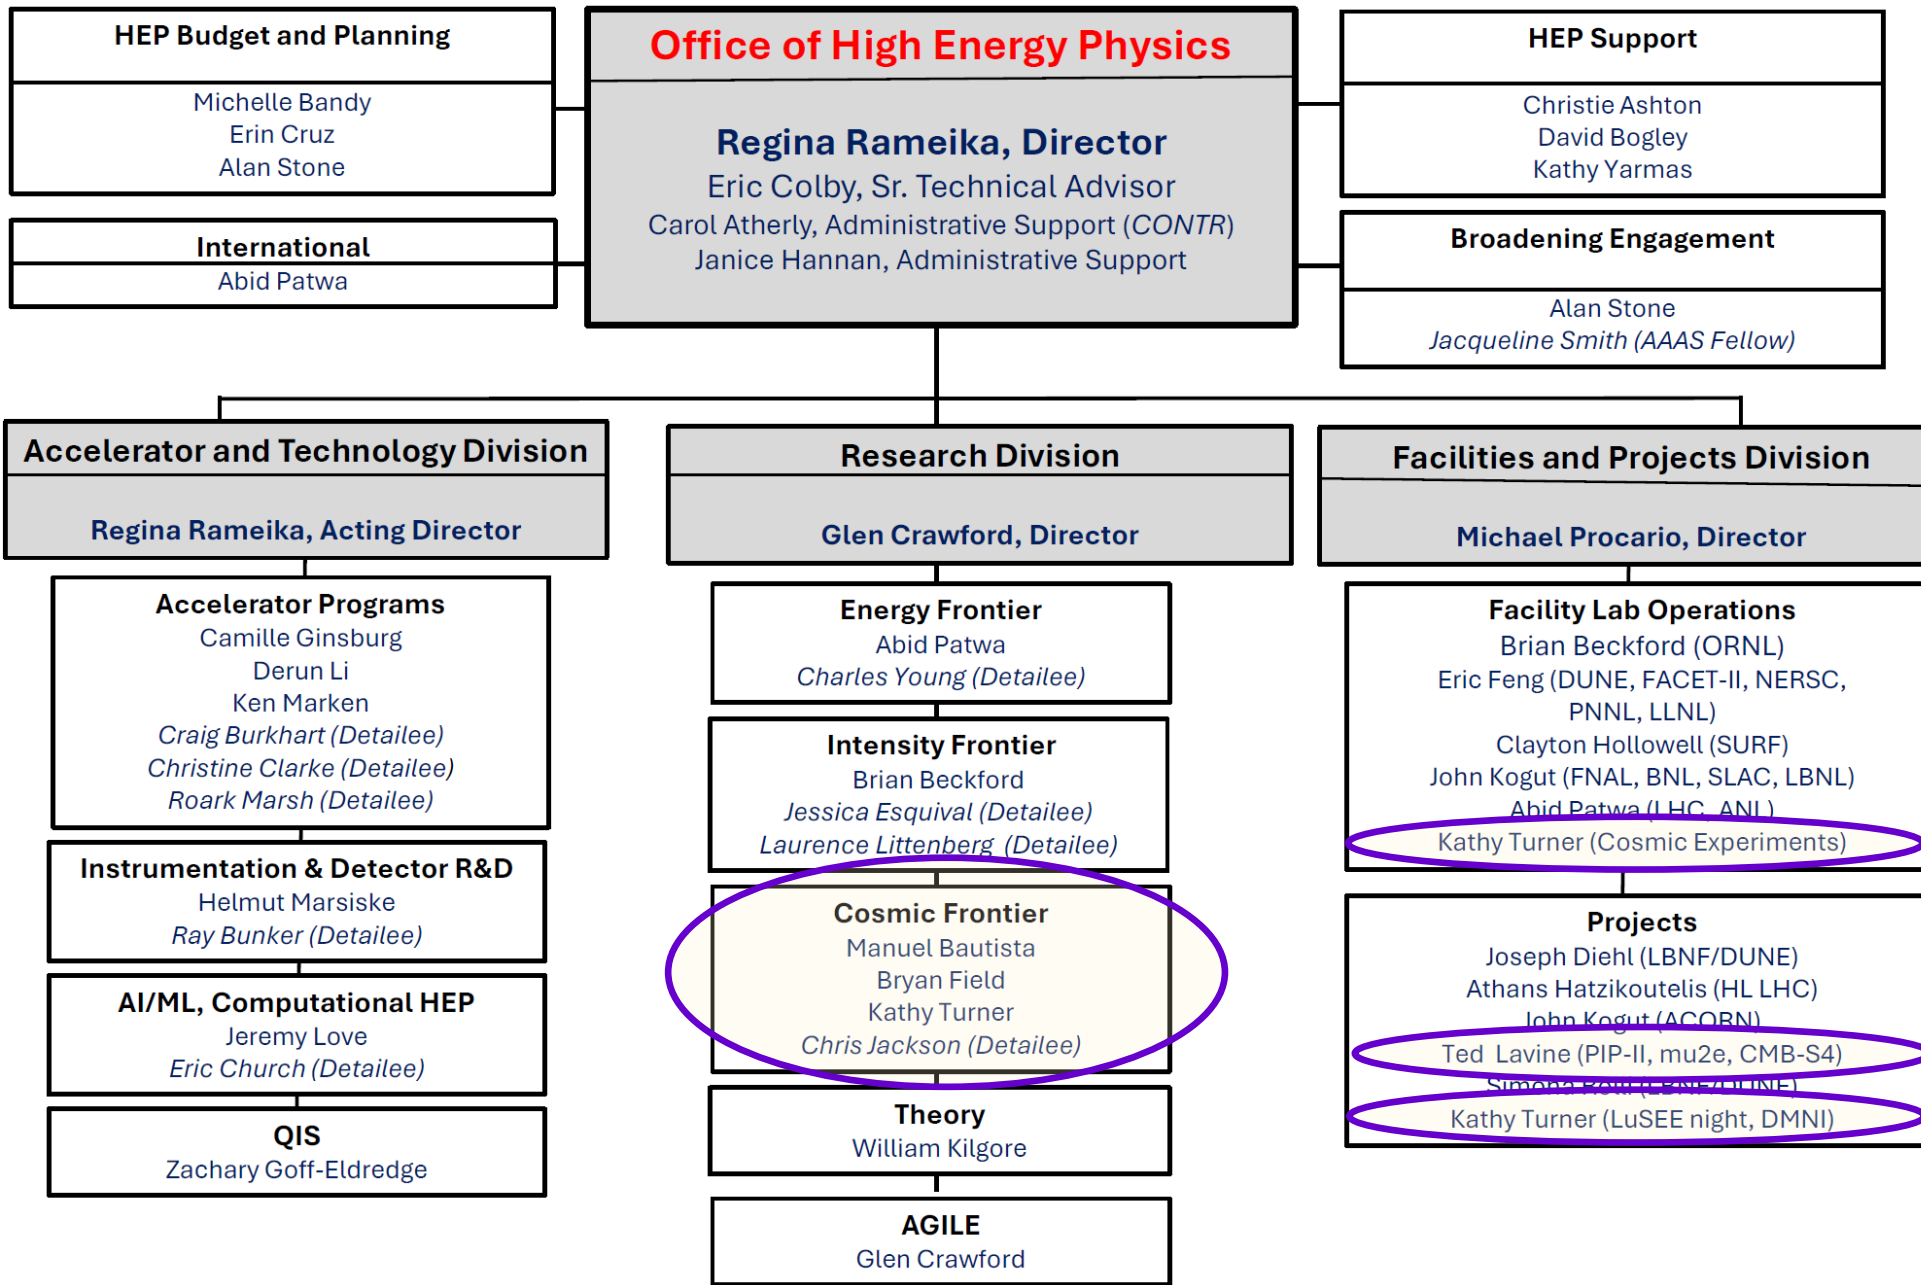 HEP Budget and Planning
Michelle Bandy
Erin Cruz
Alan Stone
International
Abid Patwa
Office of High Energy Physics
Regina Rameika, Director
Eric Colby, Sr. Technical Advisor
Carol Atherly, Administrative Support (CONTR)
Janice Hannan, Administrative Support
HEP Support
Christie Ashton
David Bogley
Kathy Yarmas
Broadening Engagement
Alan Stone
Jacqueline Smith (AAAS Fellow)
Accelerator and Technology Division
Regina Rameika, Acting Director
Accelerator Programs
Camille Ginsburg
Derun Li
Ken Marken
Craig Burkhart (Detailee)
Christine Clarke (Detailee)
Roark Marsh (Detailee)
Instrumentation & Detector R&D
Helmut Marsiske
Ray Bunker (Detailee)
AI/ML, Computational HEP
Jeremy Love
Eric Church (Detailee)
QIS
Zachary Goff-Eldredge
Research Division
Glen Crawford, Director
Energy Frontier
Abid Patwa
Charles Young (Detailee)
Intensity Frontier
Brian Beckford
Jessica Esquival (Detailee)
Laurence Littenberg (Detailee)
Cosmic Frontier
Manuel Bautista
Bryan Field
Kathy Turner
Chris Jackson (Detailee)
Theory
William Kilgore
AGILE
Glen Crawford
Facilities and Projects Division
Michael Procario, Director
Facility Lab Operations
Brian Beckford (ORNL)
Eric Feng (DUNE, FACET-II, NERSC,
PNNL, LLNL)
Clayton Hollowell (SURF)
John Kogut (FNAL, BNL, SLAC, LBNL)
Abid Patwa (LHC, ANL)
Kathy Turner (Cosmic Experiments)
Projects
Joseph Diehl (LBNF/DUNE)
Athans Hatzikoutelis (HL LHC)
John Kogut (ACORN)
Ted Lavine (PIP-II, mu2e, CMB-S4)
Simona Rolli (LBNF/DUNE)
Kathy Turner (LuSEE night, DMNI)